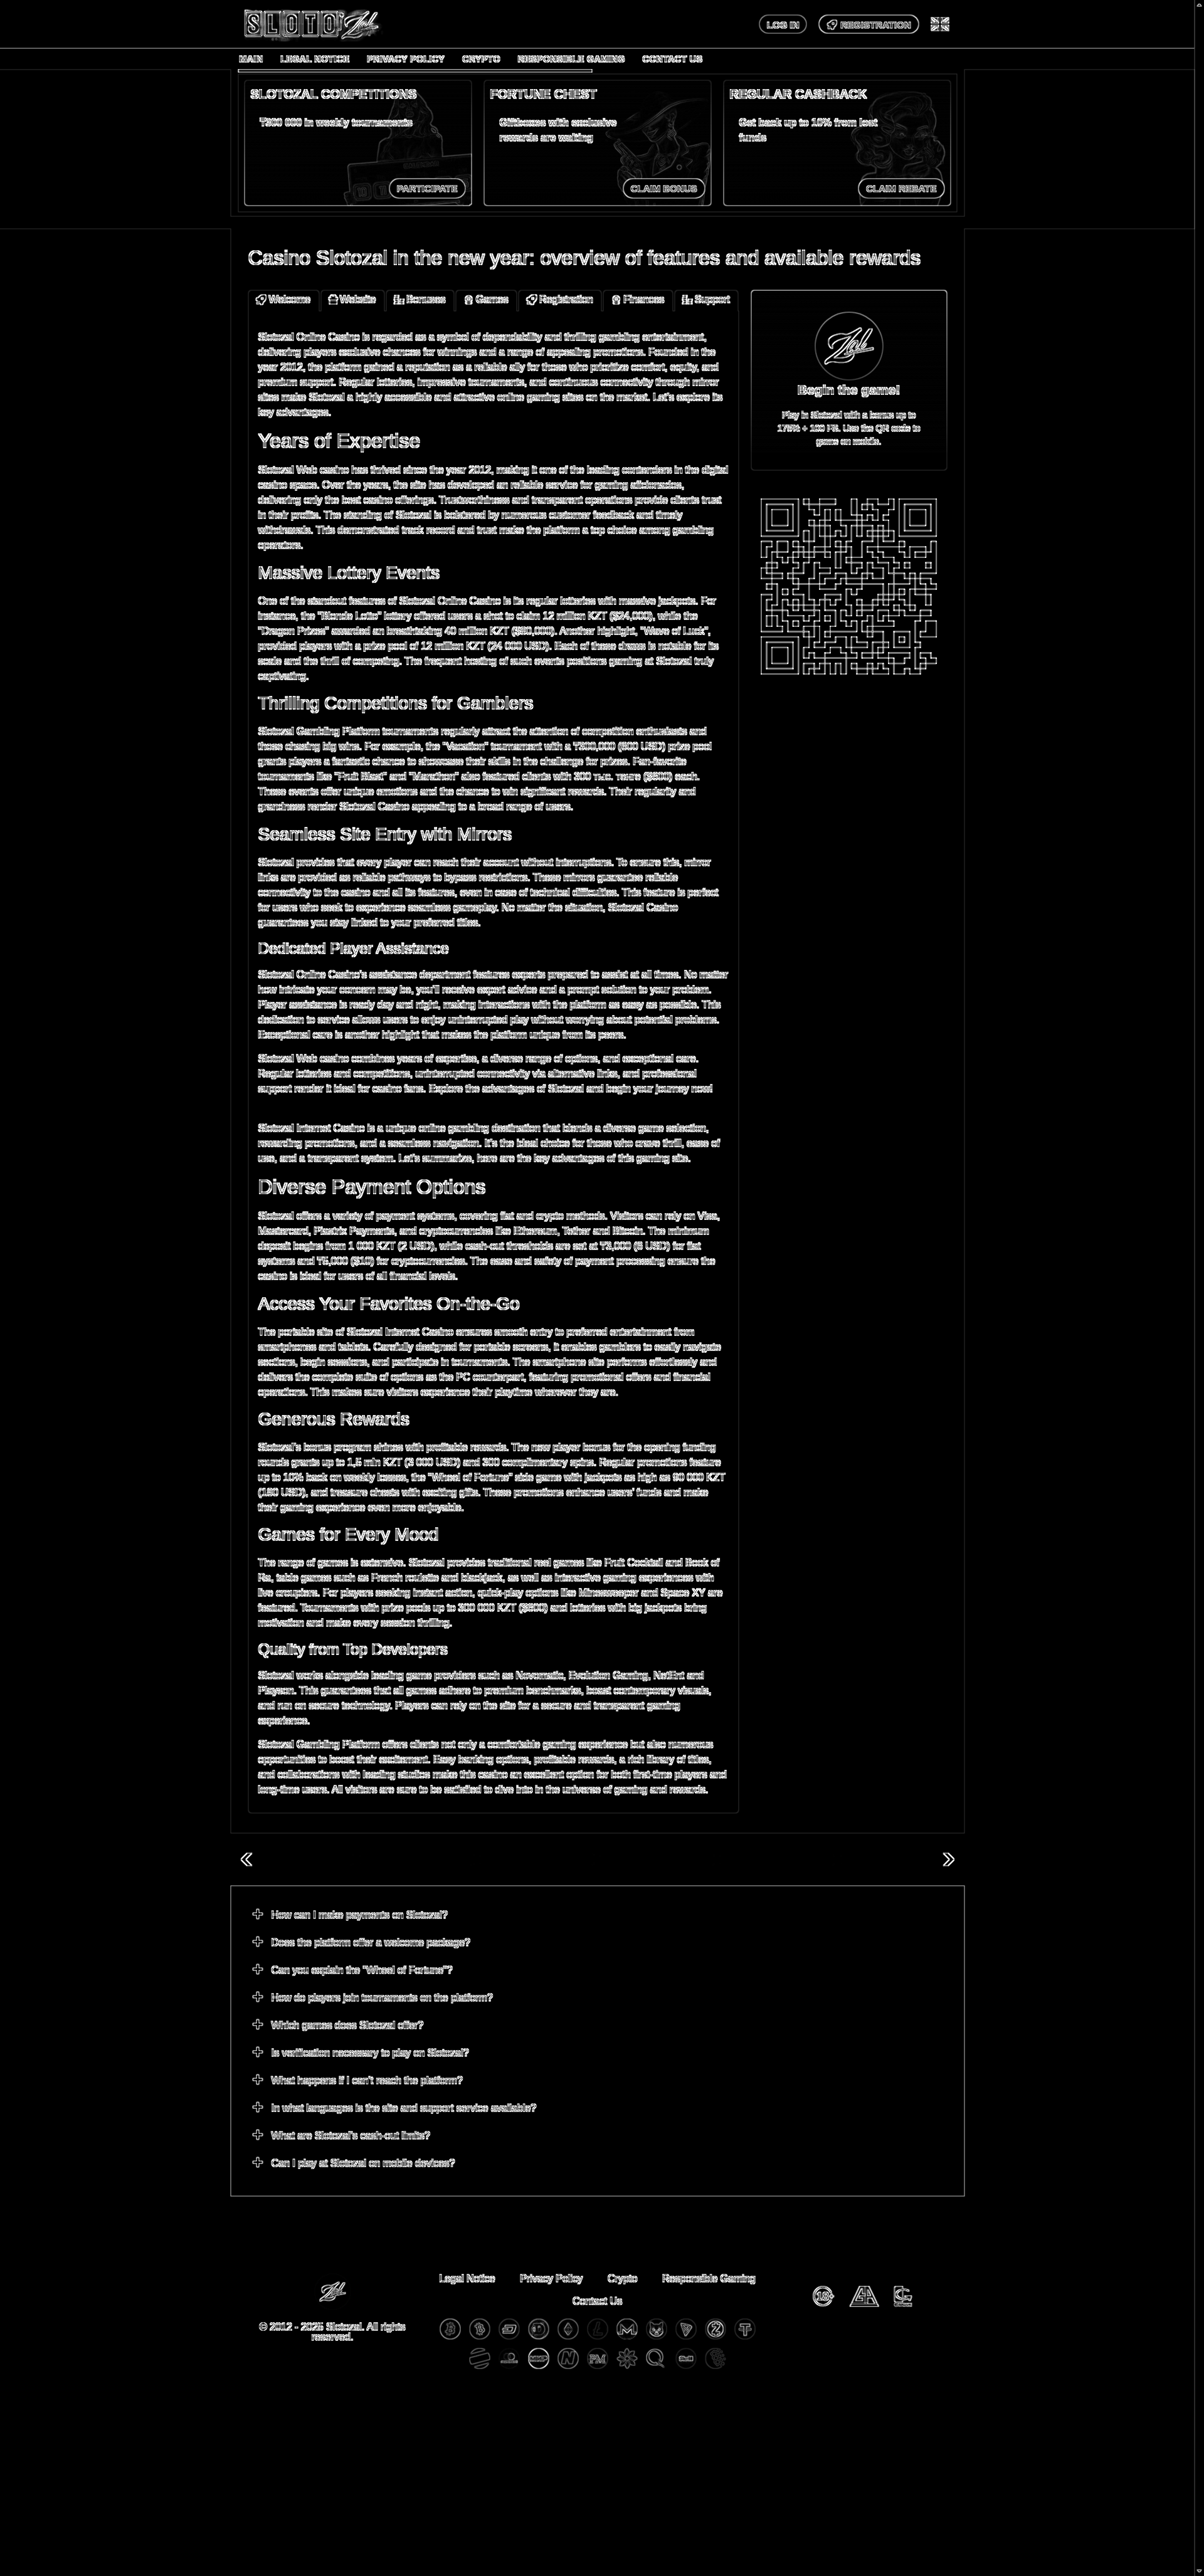 SLOTO'Zal
LOG IN
REGISTRATION
MAIN
LEGAL NOTICE
PRIVACY POLICY
CRYPTO
RESPONSIBLE GAMING
CONTACT US
SLOTOZAL COMPETITIONS
₸300 000 in weekly tournaments
PARTICIPATE
FORTUNE CHEST
Giftboxes with exclusive
rewards are waiting
CLAIM BONUS
REGULAR CASHBACK
Get back up to 10% from lost
funds
CLAIM REBATE
Casino Slotozal in the new year: overview of features and available rewards
Welcome
Website
Bonuses
Games
Registration
Finances
Support
Slotozal Online Casino is regarded as a symbol of dependability and thrilling gambling entertainment,
delivering players exclusive chances for winnings and a range of appealing promotions. Founded in the
year 2012, the platform gained a reputation as a reliable ally for those who prioritize comfort, equity, and
premium support. Regular lotteries, impressive tournaments, and continuous connectivity through mirror
sites make Slotozal a highly accessible and attractive online gaming sites on the market. Let's explore its
key advantages.
Years of Expertise
Slotozal Web casino has thrived since the year 2012, making it one of the leading contenders in the digital
casino space. Over the years, the site has developed an reliable service for gaming aficionados,
delivering only the best casino offerings. Trustworthiness and transparent operations provide clients trust
in their profits. The standing of Slotozal is bolstered by numerous customer feedback and timely
withdrawals. This demonstrated track record and trust make the platform a top choice among gambling
operators.
Massive Lottery Events
One of the standout features of Slotozal Online Casino is its regular lotteries with massive jackpots. For
instance, the "Blonde Loto" lottery offered users a shot to claim 12 million KZT ($24,000), while the
"Dragon Prizes" awarded an breathtaking 40 million KZT ($80,000). Another highlight, "Wave of Luck",
provided players with a prize pool of 12 million KZT (24 000 USD). Each of these draws is notable for its
scale and the thrill of competing. The frequent hosting of such events positions gaming at Slotozal truly
captivating.
Thrilling Competitions for Gamblers
Slotozal Gambling Platform tournaments regularly attract the attention of competition enthusiasts and
those chasing big wins. For example, the "Vacation" tournament with a ₸300,000 (600 USD) prize pool
grants players a fantastic chance to showcase their skills in the challenge for prizes. Fan-favorite
tournaments like "Fruit Blast" and "Marathon" also featured clients with 300 тыс. тенге ($600) each.
These events offer unique emotions and the chance to win significant rewards. Their regularity and
grandness render Slotozal Casino appealing to a broad range of users.
Seamless Site Entry with Mirrors
Slotozal provides that every player can reach their account without interruptions. To ensure this, mirror
links are provided as reliable pathways to bypass restrictions. These mirrors guarantee reliable
connectivity to the casino and all its features, even in case of technical difficulties. This feature is perfect
for users who seek to experience seamless gameplay. No matter the situation, Slotozal Casino
guarantees you stay linked to your preferred titles.
Dedicated Player Assistance
Slotozal Online Casino's assistance department features experts prepared to assist at all times. No matter
how intricate your concern may be, you'll receive expert advice and a prompt solution to your problem.
Player assistance is ready day and night, making interactions with the platform as easy as possible. This
dedication to service allows users to enjoy uninterrupted play without worrying about potential problems.
Exceptional care is another highlight that makes the platform unique from its peers.
Slotozal Web casino combines years of expertise, a diverse range of options, and exceptional care.
Regular lotteries and competitions, uninterrupted connectivity via alternative links, and professional
support render it ideal for casino fans. Explore the advantages of Slotozal and begin your journey now!
Slotozal Internet Casino is a unique online gambling destination that blends a diverse game selection,
rewarding promotions, and a seamless navigation. It's the ideal choice for those who crave thrill, ease of
use, and a transparent system. Let's summarize, here are the key advantages of this gaming site.
Diverse Payment Options
Slotozal offers a variety of payment systems, covering fiat and crypto methods. Visitors can rely on Visa,
Mastercard, Piastrix Payments, and cryptocurrencies like Ethereum, Tether and Bitcoin. The minimum
deposit begins from 1 000 KZT (2 USD), while cash-out thresholds are set at ₸3,000 (6 USD) for fiat
systems and ₸5,000 ($10) for cryptocurrencies. The ease and safety of payment processing ensure the
casino is ideal for users of all financial levels.
Access Your Favorites On-the-Go
The portable site of Slotozal Internet Casino ensures smooth entry to preferred entertainment from
smartphones and tablets. Carefully designed for portable screens, it enables gamblers to easily navigate
sections, begin sessions, and participate in tournaments. The smartphone site performs effortlessly and
delivers the complete suite of options as the PC counterpart, featuring promotional offers and financial
operations. This makes sure visitors experience their playtime wherever they are.
Generous Rewards
Slotozal's bonus program shines with profitable rewards. The new player bonus for the opening funding
rounds grants up to 1,5 mln KZT (3 000 USD) and 300 complimentary spins. Regular promotions feature
up to 10% back on weekly losses, the "Wheel of Fortune" side game with jackpots as high as 90 000 KZT
(180 USD), and treasure chests with exciting gifts. These promotions enhance users' funds and make
their gaming experience even more enjoyable.
Games for Every Mood
The range of games is extensive. Slotozal provides traditional reel games like Fruit Cocktail and Book of
Ra, table games such as French roulette and blackjack, as well as interactive gaming experiences with
live croupiers. For players seeking instant action, quick-play options like Minesweeper and Space XY are
featured. Tournaments with prize pools up to 300 000 KZT ($600) and lotteries with big jackpots bring
motivation and make every session thrilling.
Quality from Top Developers
Slotozal works alongside leading game providers such as Novomatic, Evolution Gaming, NetEnt and
Playson. This guarantees that all games adhere to premium benchmarks, boast contemporary visuals,
and run on secure technology. Players can rely on the site for a secure and transparent gaming
experience.
Slotozal Gambling Platform offers clients not only a comfortable gaming experience but also numerous
opportunities to boost their excitement. Easy banking options, profitable rewards, a rich library of titles,
and collaborations with leading studios make this casino an excellent option for both first-time players and
long-time users. All visitors are sure to be satisfied to dive into in the universe of gaming and rewards.
Zal
Begin the game!
Play in Slotozal with a bonus up to
175% + 100 FS. Use the QR code to
game on mobile.
How can I make payments on Slotozal?
Does the platform offer a welcome package?
Can you explain the "Wheel of Fortune"?
How do players join tournaments on the platform?
Which games does Slotozal offer?
Is verification necessary to play on Slotozal?
What happens if I can't reach the platform?
In what languages is the site and support service available?
What are Slotozal's cash-out limits?
Can I play at Slotozal on mobile devices?
Zal
© 2012 - 2025 Slotozal. All rights
reserved.
Legal Notice
Privacy Policy
Crypto
Responsible Gaming
Contact Us
18+